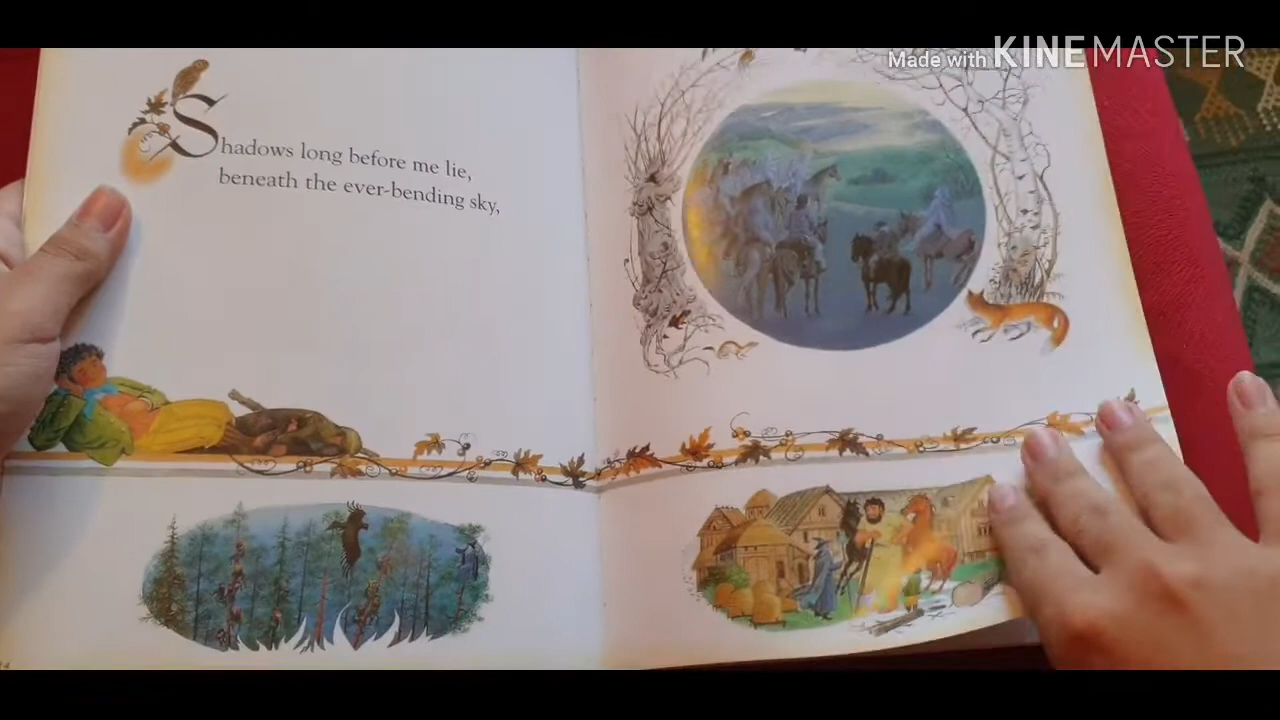 Made with KINEMASTER
Shadows long before me lie,
beneath the ever-bending sky,